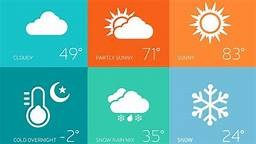 CLOUDY 49°
PARTLY SUNNY 71°
SUNNY 83°
COLD OVERNIGHT -2°
SNOW RAIN MIX 35°
SNOW 24°